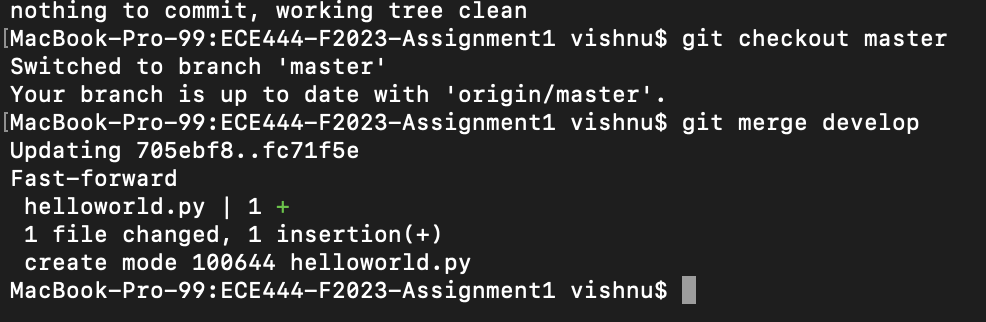 nothing to commit, working tree clean
[MacBook-Pro-99:ECE444-F2023-Assignment1 vishnu$ git checkout master
Switched to branch 'master'
Your branch is up to date with 'origin/master'.
[MacBook-Pro-99:ECE444-F2023-Assignment1 vishnu$ git merge develop
Updating 705ebf8..fc71f5e
Fast-forward
 helloworld.py | 1 +
 1 file changed, 1 insertion(+)
 create mode 100644 helloworld.py
MacBook-Pro-99:ECE444-F2023-Assignment1 vishnu$